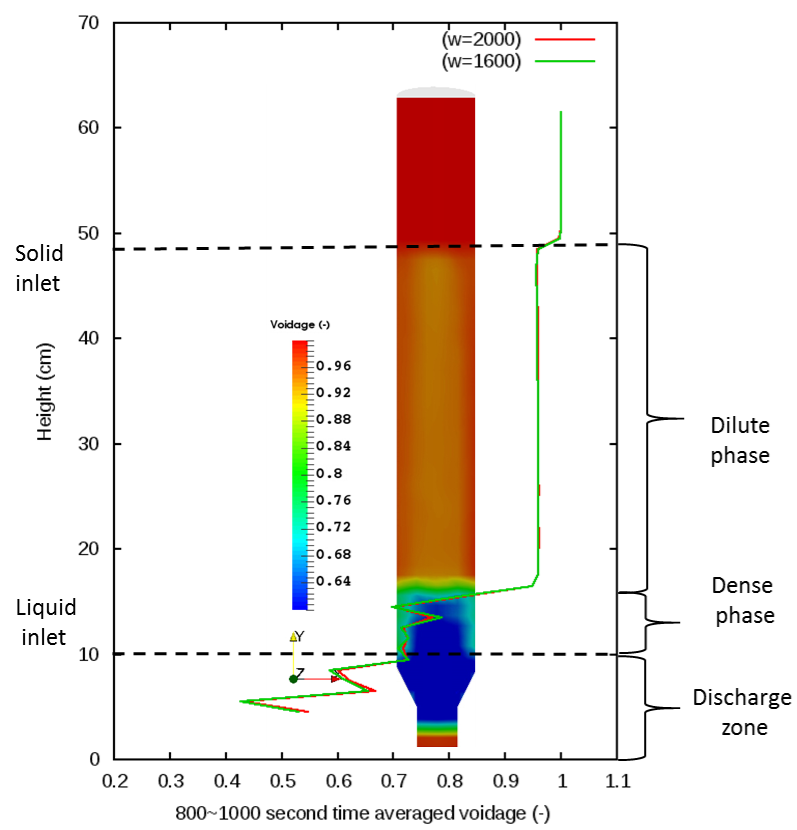 70
60
50
40
30
20
10
0
Height (cm)
(w=2000)
(w=1600)
Solid
inlet
Liquid
inlet
Voidage (-)
0.96
0.92
0.88
0.84
0.8
0.76
0.72
0.68
0.64
Y
Z
Dilute
phase
Dense
phase
Discharge
zone
0.2 0.3 0.4 0.5 0.6 0.7 0.8 0.9 1 1.1
800~1000 second time averaged voidage (-)